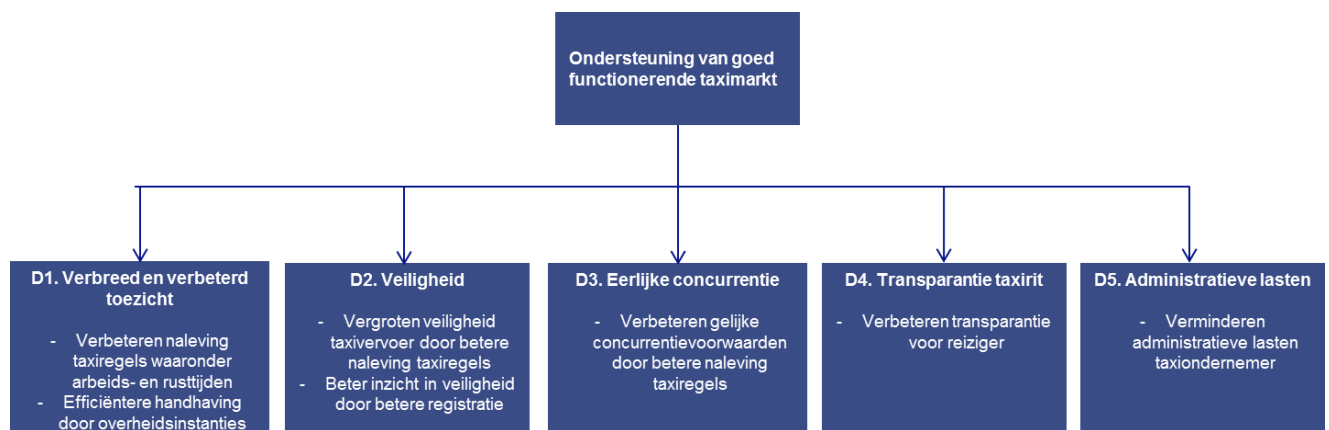 Ondersteuning van goed
functionerende taximarkt
D1. Verbreed en verbeterd
toezicht
- Verbeteren naleving
taxiregels waaronder
arbeids- en rusttijden
- Efficiëntere handhaving
door overheidsinstanties
D2. Veiligheid
- Vergroten veiligheid
taxivervoer door betere
naleving taxiregels
- Beter inzicht in veiligheid
door betere registratie
D3. Eerlijke concurrentie
- Verbeteren gelijke
concurrentievoorwaarden
door betere naleving
taxiregels
D4. Transparantie taxirit
- Verbeteren transparantie
voor reiziger
D5. Administratieve lasten
- Verminderen
administratieve lasten
taxiondernemer